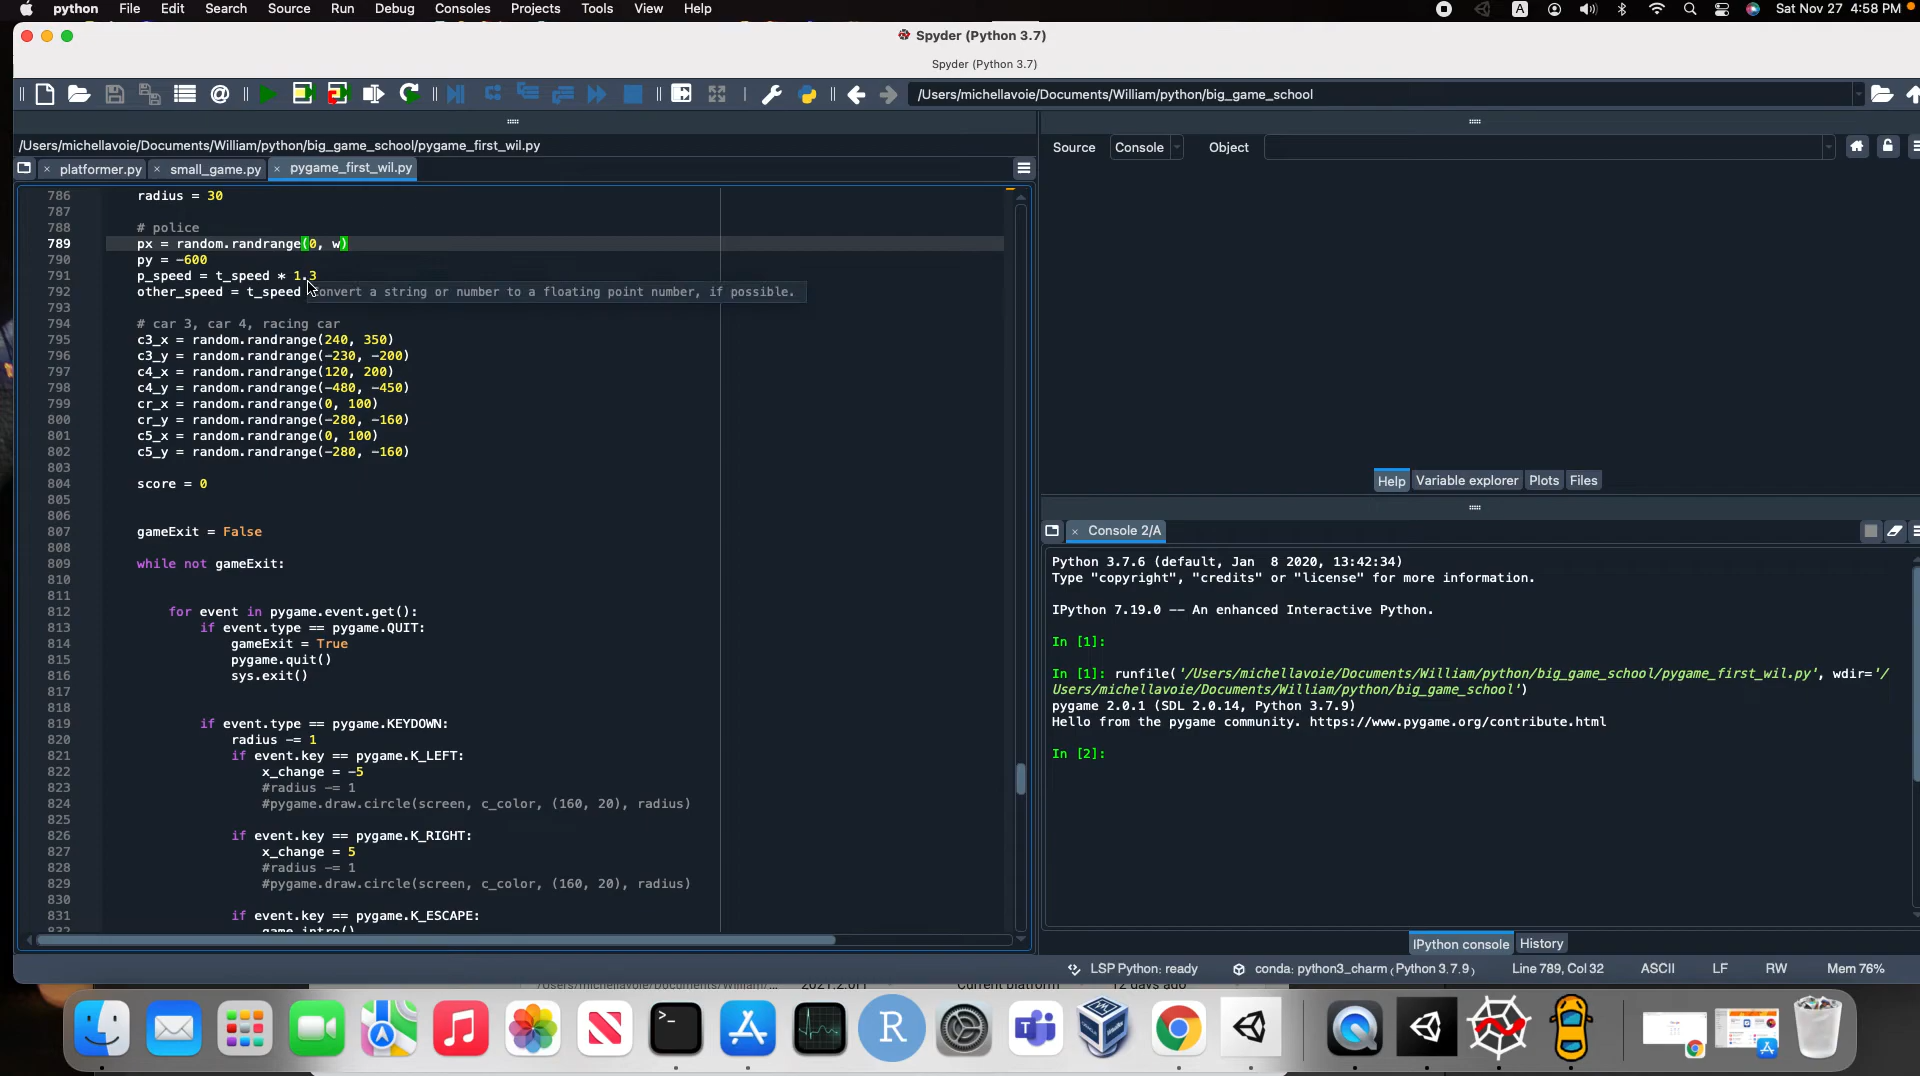 python File Edit Search Source Run Debug Consoles Projects Tools View Help A Sat Nov 27 4:58 PM
Spyder (Python 3.7)
Spyder (Python 3.7)
/Users/michellavoie/Documents/William/python/big_game_school
/Users/michellavoie/Documents/William/python/big_game_school/pygame_first_wil.py
Source Console Object
platformer.py small_game.py pygame_first_wil.py
786 radius = 30
787
788 # police
789 px = random.randrange(0, w)
790 py = -600
791 p_speed = t_speed * 1.3
792 other_speed = t_speed onvert a string or number to a floating point number, if possible.
793
794 # car 3, car 4, racing car
795 c3_x = random.randrange(240, 350)
796 c3_y = random.randrange(-230, -200)
797 c4_x = random.randrange(120, 200)
798 c4_y = random.randrange(-480, -450)
799 cr_x = random.randrange(0, 100)
800 cr_y = random.randrange(-280, -160)
801 c5_x = random.randrange(0, 100)
802 c5_y = random.randrange(-280, -160)
803
804 score = 0
805
806
807 gameExit = False
808
809 while not gameExit:
810
811
812 for event in pygame.event.get():
813 if event.type == pygame.QUIT:
814 gameExit = True
815 pygame.quit()
816 sys.exit()
817
818
819 if event.type == pygame.KEYDOWN:
820 radius -= 1
821 if event.key == pygame.K_LEFT:
822 x_change = -5
823 #radius -= 1
824 #pygame.draw.circle(screen, c_color, (160, 20), radius)
825
826 if event.key == pygame.K_RIGHT:
827 x_change = 5
828 #radius -= 1
829 #pygame.draw.circle(screen, c_color, (160, 20), radius)
830
831 if event.key == pygame.K_ESCAPE:
832 game_intro()
Help Variable explorer Plots Files
Console 2/A
Python 3.7.6 (default, Jan 8 2020, 13:42:34)
Type "copyright", "credits" or "license" for more information.
IPython 7.19.0 -- An enhanced Interactive Python.
In [1]:
In [1]: runfile('/Users/michellavoie/Documents/William/python/big_game_school/pygame_first_wil.py', wdir='/
Users/michellavoie/Documents/William/python/big_game_school')
pygame 2.0.1 (SDL 2.0.14, Python 3.7.9)
Hello from the pygame community. https://www.pygame.org/contribute.html
In [2]:
IPython console History
LSP Python: ready conda: python3_charm (Python 3.7.9) Line 789, Col 32 ASCII LF RW Mem 76%
/Users/michellavoie/Documents/William/... Current platform 12 days ago
R